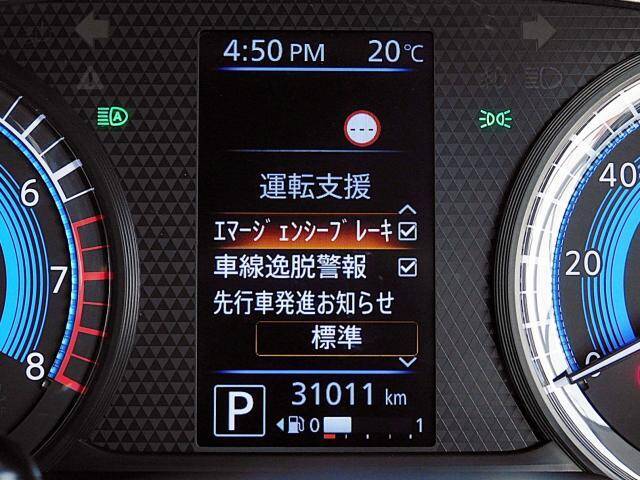 4:50 PM 20℃
---
運転支援
ｴﾏｰｼﾞｪﾝｼｰﾌﾞﾚｰｷ
車線逸脱警報
先行車発進お知らせ
標準
P 31011 km
0 1
6
7
8
40
20
0
A